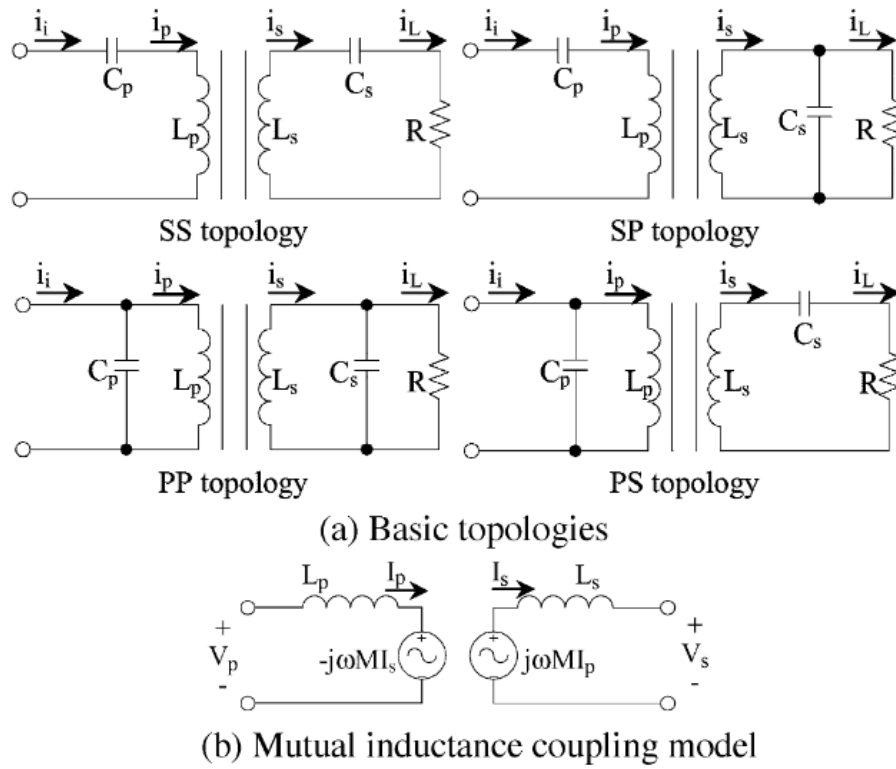 i_i i_p i_s i_L
C_p C_s
L_p L_s R
SS topology
i_i i_p i_s i_L
C_p
L_p L_s C_s R
SP topology
i_i i_p i_s i_L
C_p L_p L_s C_s R
PP topology
i_i i_p i_s i_L
C_s
C_p L_p L_s R
PS topology
(a) Basic topologies
L_p I_p I_s L_s
+ +
V_p -jωMI_s jωMI_p V_s
- -
(b) Mutual inductance coupling model